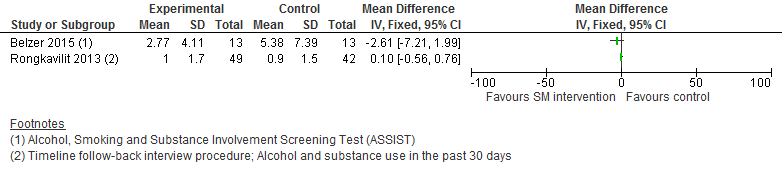 Experimental Control Mean Difference Mean Difference
Study or Subgroup Mean SD Total Mean SD Total IV, Fixed, 95% CI IV, Fixed, 95% CI
Belzer 2015 (1) 2.77 4.11 13 5.38 7.39 13 -2.61 [-7.21, 1.99]
Rongkavilit 2013 (2) 1 1.7 49 0.9 1.5 42 0.10 [-0.56, 0.76]
-100 -50 0 50 100
Favours SM intervention Favours control
Footnotes
(1) Alcohol, Smoking and Substance Involvement Screening Test (ASSIST)
(2) Timeline follow-back interview procedure; Alcohol and substance use in the past 30 days